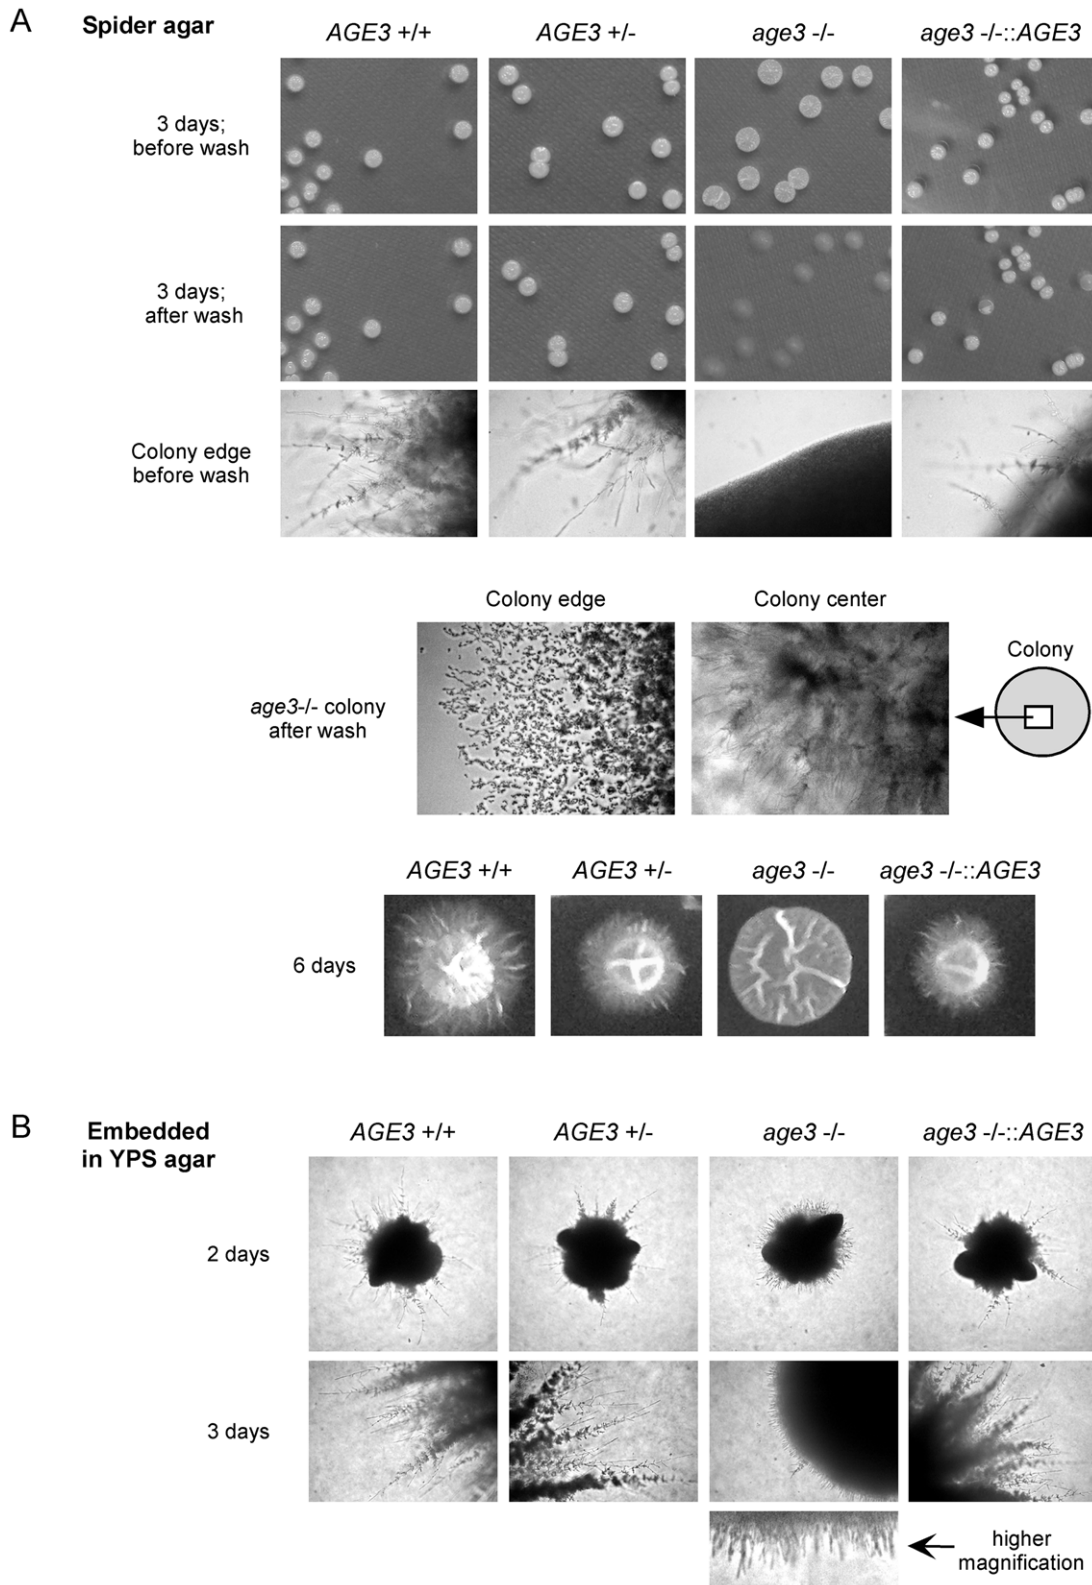 A
Spider agar
AGE3 +/+
AGE3 +/-
age3 -/-
age3 -/-::AGE3
3 days;
before wash
3 days;
after wash
Colony edge
before wash
Colony edge
Colony center
Colony
age3-/- colony
after wash
AGE3 +/+
AGE3 +/-
age3 -/-
age3 -/-::AGE3
6 days
B
Embedded
in YPS agar
AGE3 +/+
AGE3 +/-
age3 -/-
age3 -/-::AGE3
2 days
3 days
higher
magnification